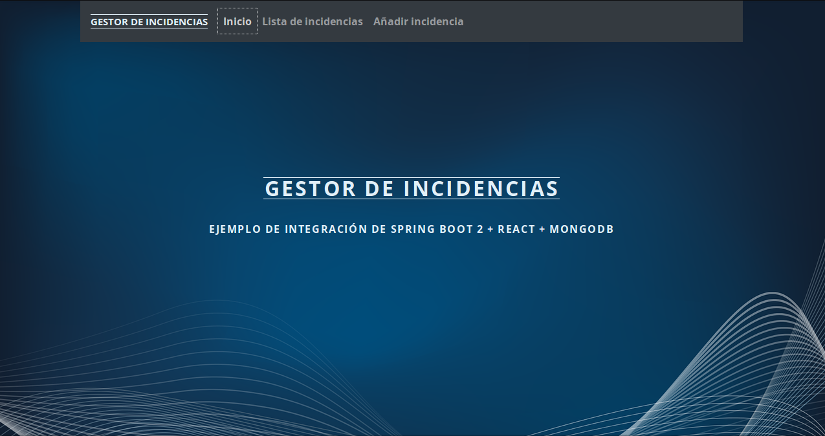 GESTOR DE INCIDENCIAS Inicio Lista de incidencias Añadir incidencia
GESTOR DE INCIDENCIAS
EJEMPLO DE INTEGRACIÓN DE SPRING BOOT 2 + REACT + MONGODB